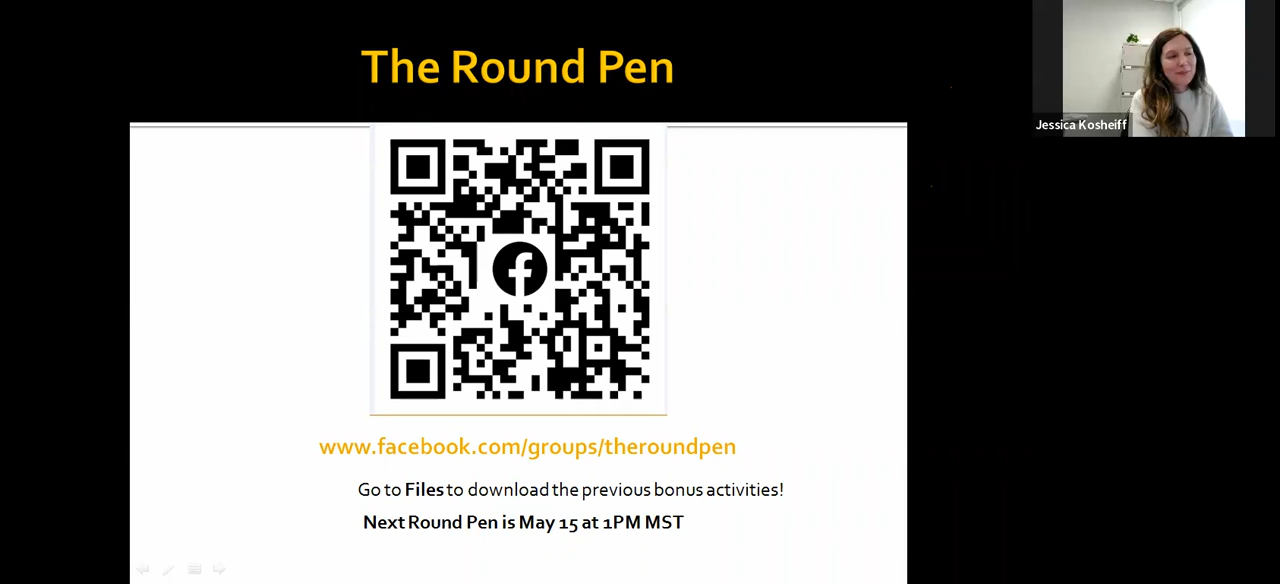 The Round Pen
Jessica Kosheiff
www.facebook.com/groups/theroundpen
Go to Files to download the previous bonus activities!
Next Round Pen is May 15 at 1PM MST